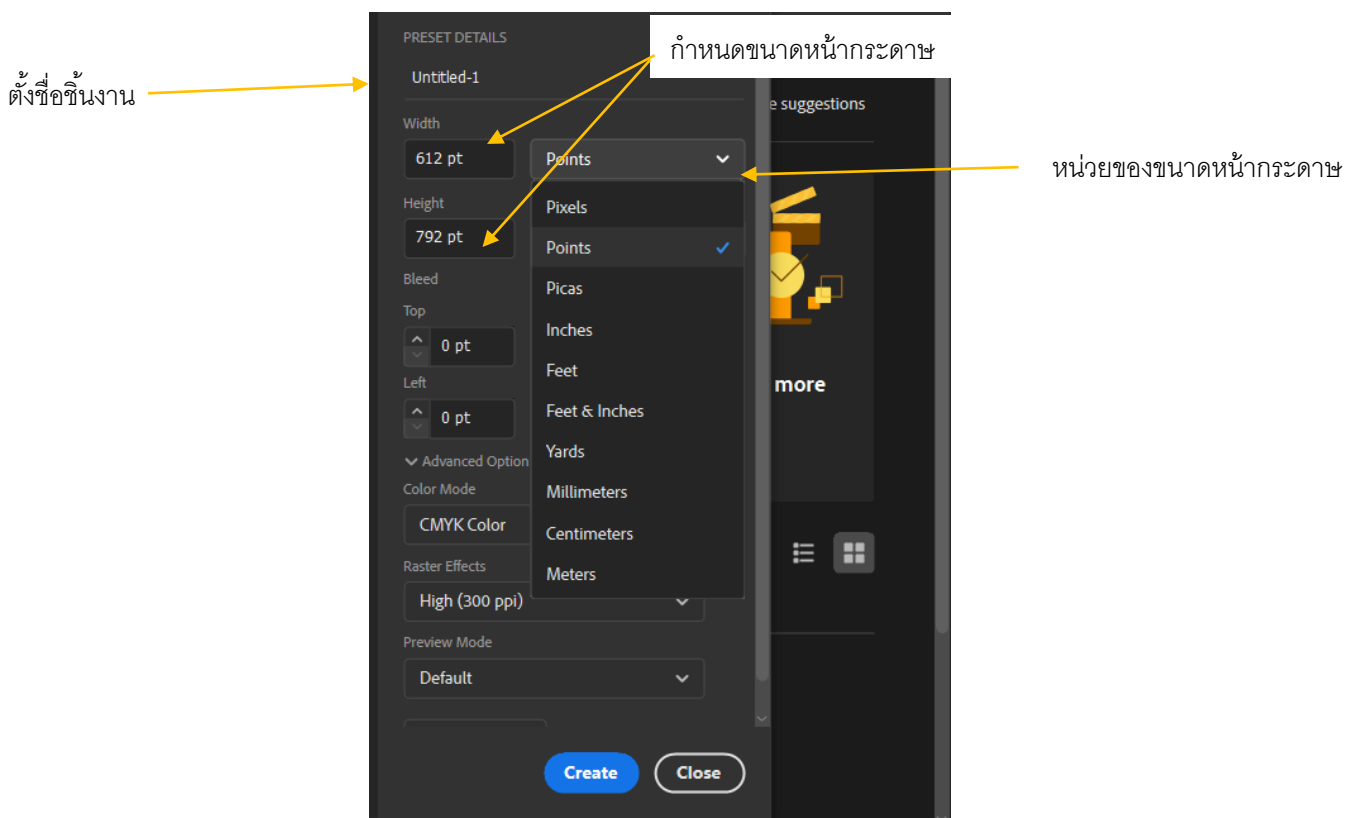 PRESET DETAILS
กำหนดขนาดหน้ากระดาษ
Untitled-1
ตั้งชื่อชิ้นงาน
e suggestions
Width
612 pt
Points
หน่วยของขนาดหน้ากระดาษ
Height
Pixels
792 pt
Points
Bleed
Picas
Top
0 pt
Inches
Feet
Left
more
0 pt
Feet & Inches
Yards
Advanced Option
Color Mode
Millimeters
CMYK Color
Centimeters
Raster Effects
Meters
High (300 ppi)
Preview Mode
Default
Create
Close